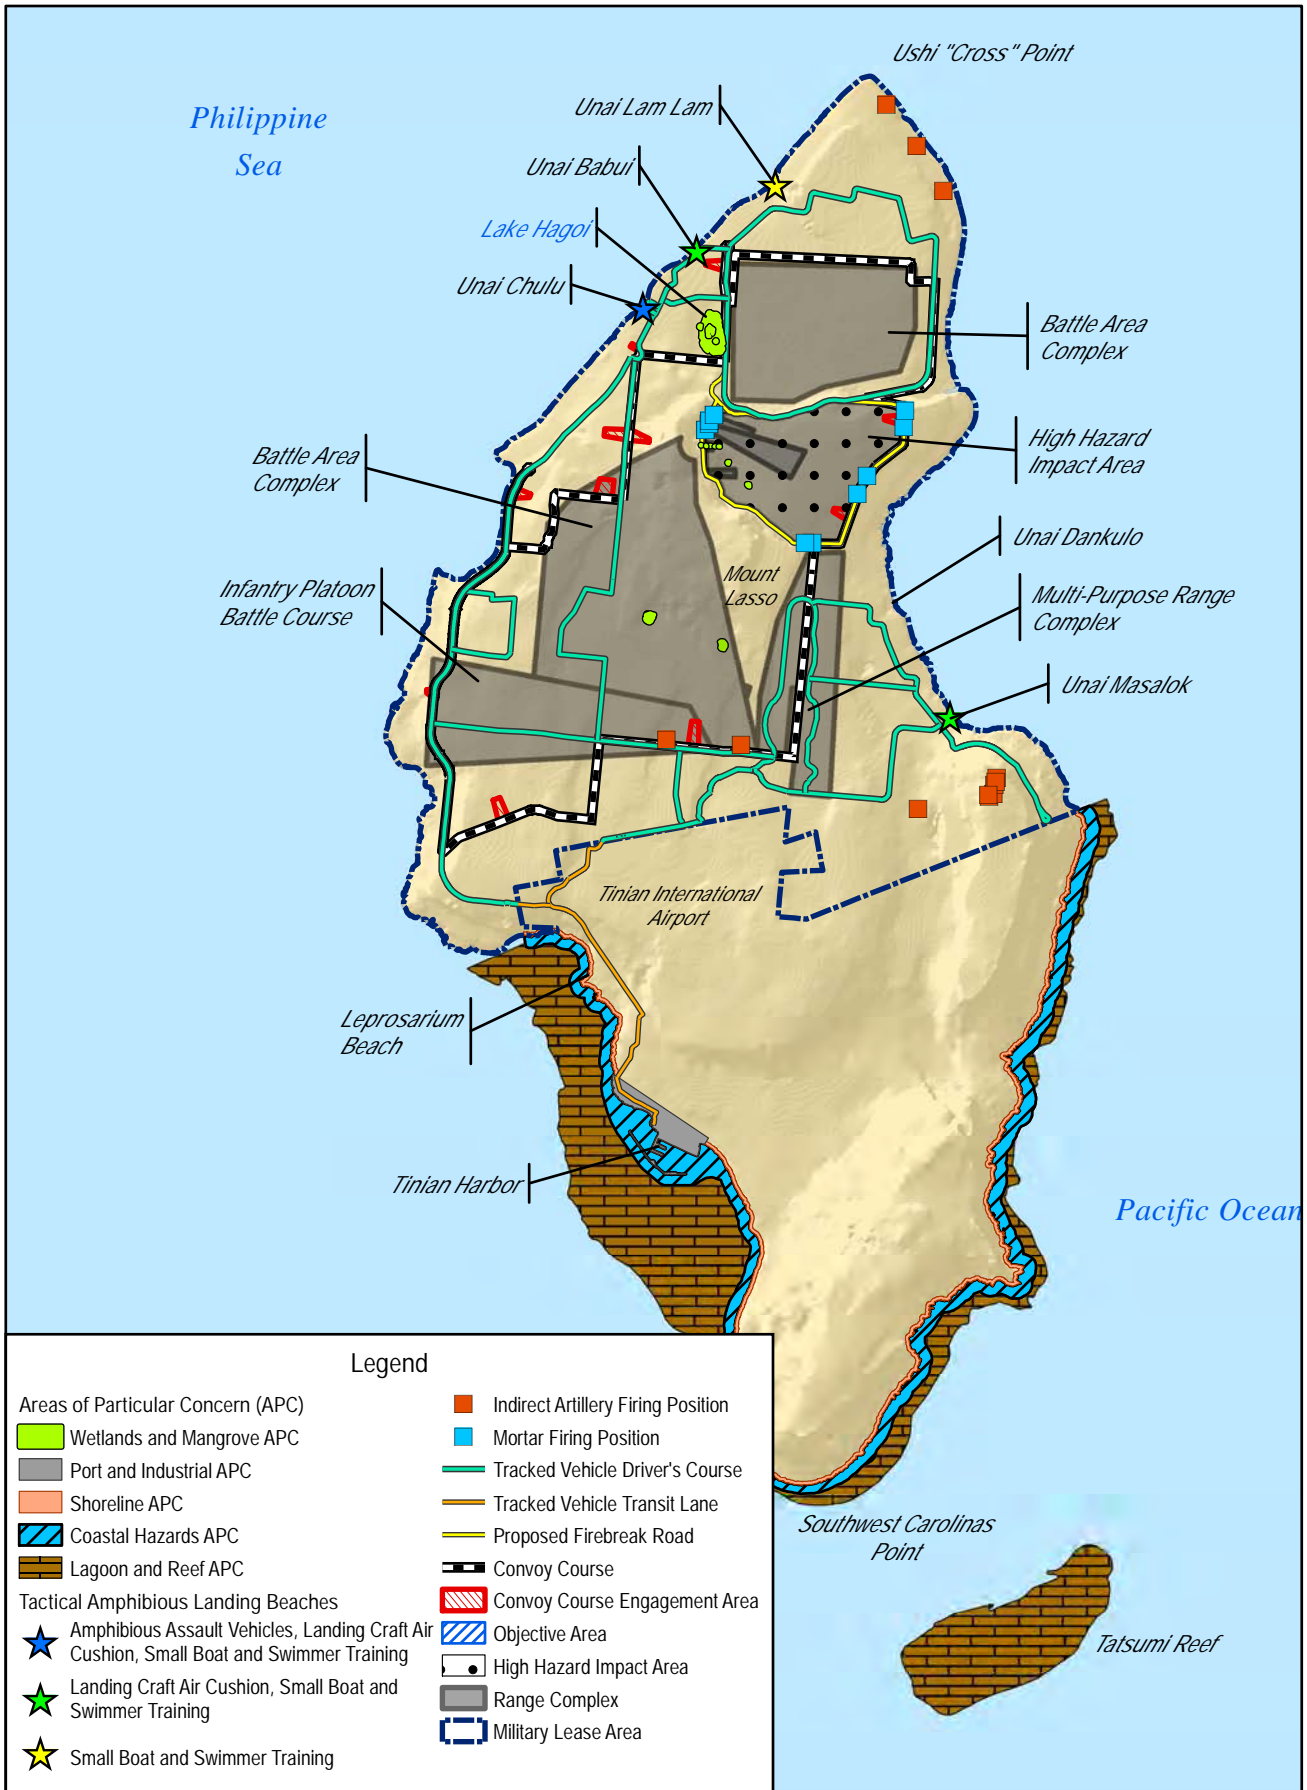 Ushi "Cross" Point
Philippine
Sea
Unai Lam Lam
Unai Babui
Lake Hagoi
Unai Chulu
Battle Area
Complex
High Hazard
Impact Area
Battle Area
Complex
Unai Dankulo
Mount
Lasso
Infantry Platoon
Battle Course
Multi-Purpose Range
Complex
Unai Masalok
Tinian International
Airport
Leprosarium
Beach
Tinian Harbor
Pacific Ocean
Southwest Carolinas
Point
Tatsumi Reef
Legend
Areas of Particular Concern (APC)
Wetlands and Mangrove APC
Port and Industrial APC
Shoreline APC
Coastal Hazards APC
Lagoon and Reef APC
Tactical Amphibious Landing Beaches
Amphibious Assault Vehicles, Landing Craft Air
Cushion, Small Boat and Swimmer Training
Landing Craft Air Cushion, Small Boat and
Swimmer Training
Small Boat and Swimmer Training
Indirect Artillery Firing Position
Mortar Firing Position
Tracked Vehicle Driver's Course
Tracked Vehicle Transit Lane
Proposed Firebreak Road
Convoy Course
Convoy Course Engagement Area
Objective Area
High Hazard Impact Area
Range Complex
Military Lease Area